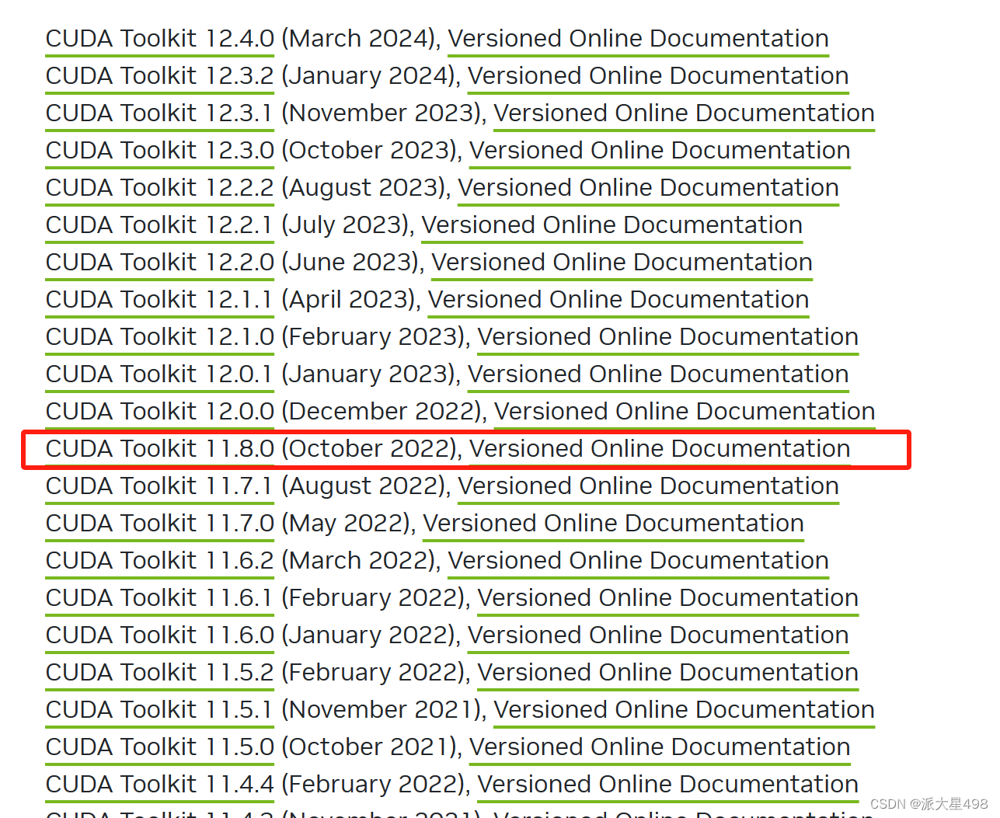 CUDA Toolkit 12.4.0 (March 2024), Versioned Online Documentation
CUDA Toolkit 12.3.2 (January 2024), Versioned Online Documentation
CUDA Toolkit 12.3.1 (November 2023), Versioned Online Documentation
CUDA Toolkit 12.3.0 (October 2023), Versioned Online Documentation
CUDA Toolkit 12.2.2 (August 2023), Versioned Online Documentation
CUDA Toolkit 12.2.1 (July 2023), Versioned Online Documentation
CUDA Toolkit 12.2.0 (June 2023), Versioned Online Documentation
CUDA Toolkit 12.1.1 (April 2023), Versioned Online Documentation
CUDA Toolkit 12.1.0 (February 2023), Versioned Online Documentation
CUDA Toolkit 12.0.1 (January 2023), Versioned Online Documentation
CUDA Toolkit 12.0.0 (December 2022), Versioned Online Documentation
CUDA Toolkit 11.8.0 (October 2022), Versioned Online Documentation
CUDA Toolkit 11.7.1 (August 2022), Versioned Online Documentation
CUDA Toolkit 11.7.0 (May 2022), Versioned Online Documentation
CUDA Toolkit 11.6.2 (March 2022), Versioned Online Documentation
CUDA Toolkit 11.6.1 (February 2022), Versioned Online Documentation
CUDA Toolkit 11.6.0 (January 2022), Versioned Online Documentation
CUDA Toolkit 11.5.2 (February 2022), Versioned Online Documentation
CUDA Toolkit 11.5.1 (November 2021), Versioned Online Documentation
CUDA Toolkit 11.5.0 (October 2021), Versioned Online Documentation
CUDA Toolkit 11.4.4 (February 2022), Versioned Online Documentation
CUDA Toolkit (November 2021), Versioned Online Documentation
CSDN @派大星498